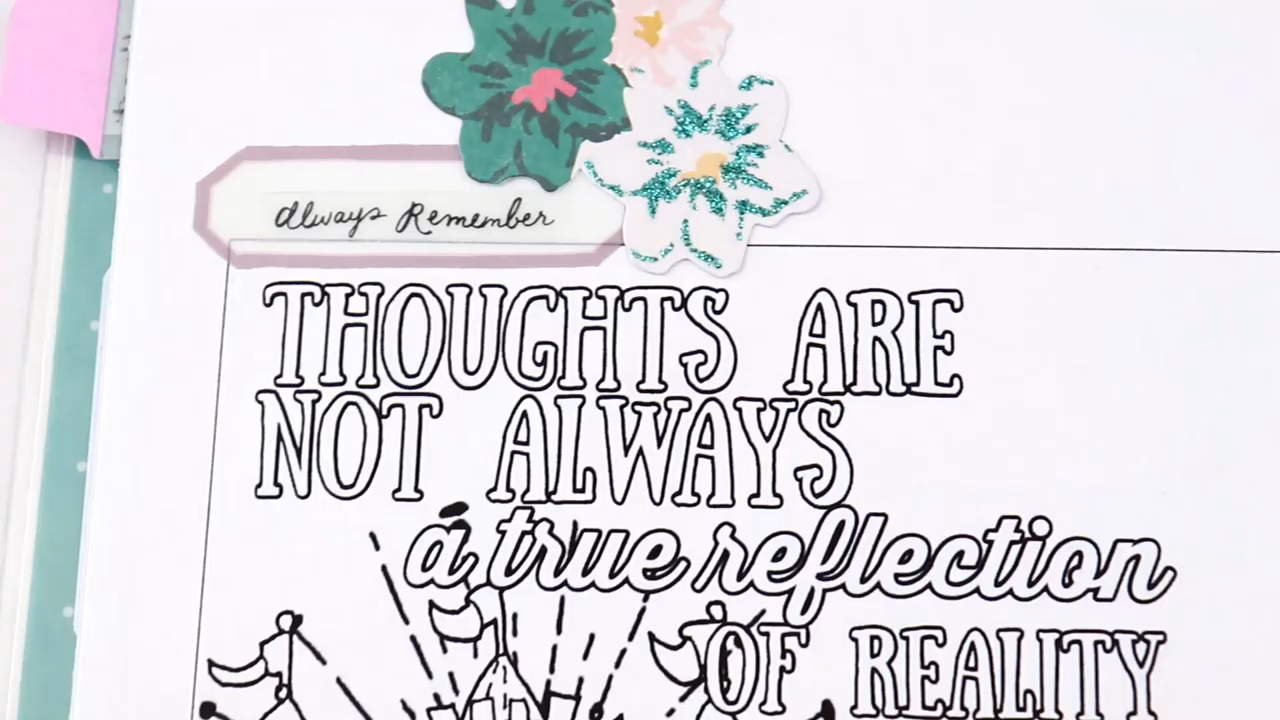 Always Remember
THOUGHTS ARE
NOT ALWAYS
a true reflection
OF REALITY